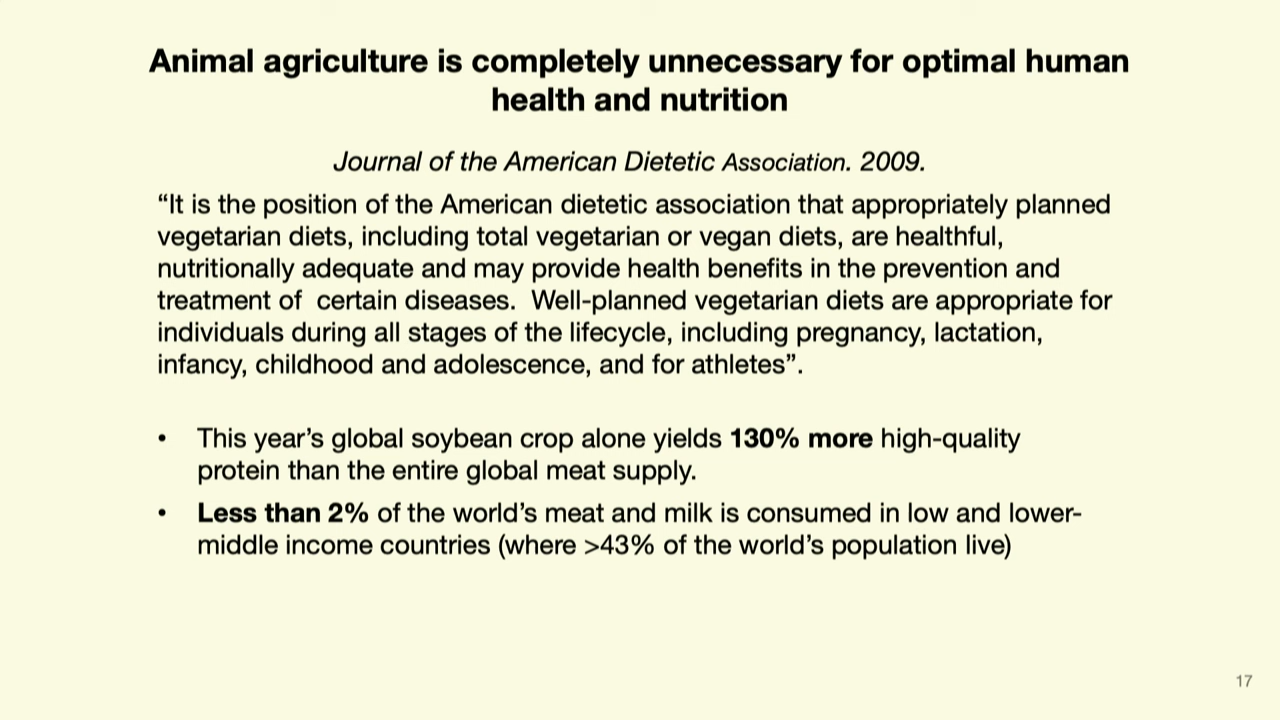 Animal agriculture is completely unnecessary for optimal human
health and nutrition
Journal of the American Dietetic Association. 2009.
“It is the position of the American dietetic association that appropriately planned
vegetarian diets, including total vegetarian or vegan diets, are healthful,
nutritionally adequate and may provide health benefits in the prevention and
treatment of  certain diseases.  Well-planned vegetarian diets are appropriate for
individuals during all stages of the lifecycle, including pregnancy, lactation,
infancy, childhood and adolescence, and for athletes”.
• This year’s global soybean crop alone yields 130% more high-quality
protein than the entire global meat supply.
• Less than 2% of the world’s meat and milk is consumed in low and lower-
middle income countries (where >43% of the world’s population live)
17